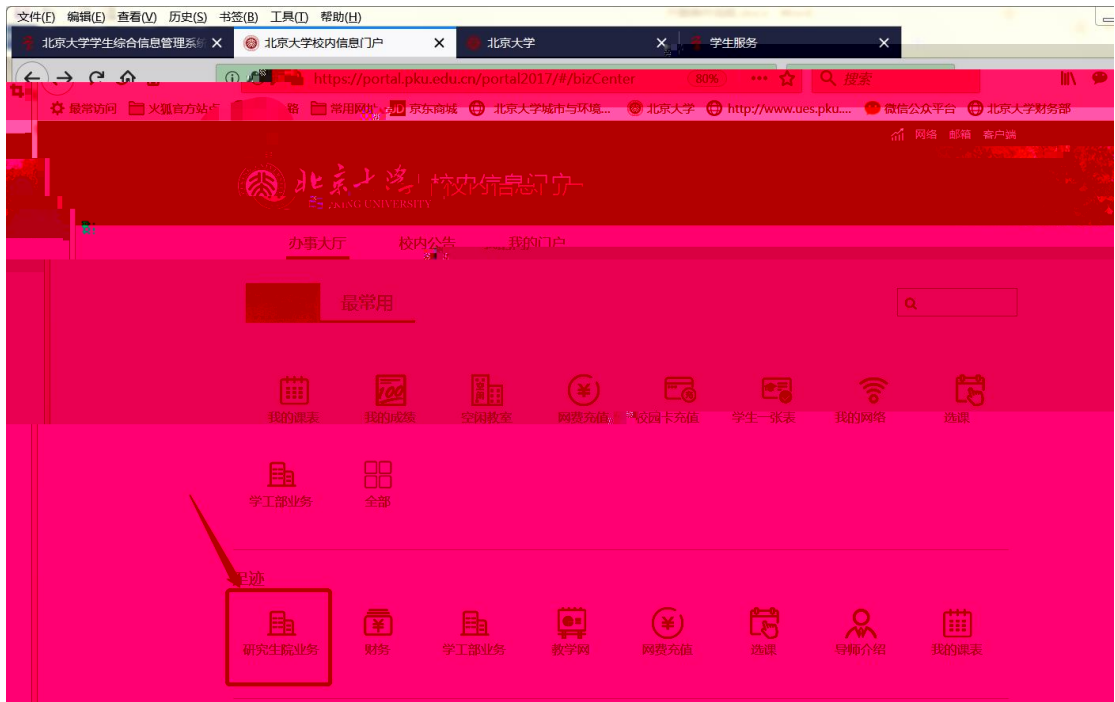 文件(F) 编辑(E) 查看(V) 历史(S) 书签(B) 工具(T) 帮助(H)
北京大学学生综合信息管理系统 北京大学校内信息门户 北京大学 学生服务
https://portal.pku.edu.cn/portal2017/#/bizCenter 80% 搜索
最常访问 火狐官方站点 常用网址 JD 京东商城 北京大学城市与环境... 北京大学 http://www.ues.pku.... 微信公众平台 北京大学财务部
网络 邮箱 客户端
北京大学 校内信息门户
UNIVERSITY
办事大厅 校内公告 我的门户
最常用
我的课表 我的成绩 空闲教室 网费充值 校园卡充值 学生一张表 我的网络 选课
学工部业务 全部
足迹
研究生院业务 财务 学工部业务 教学网 网费充值 选课 导师介绍 我的课表